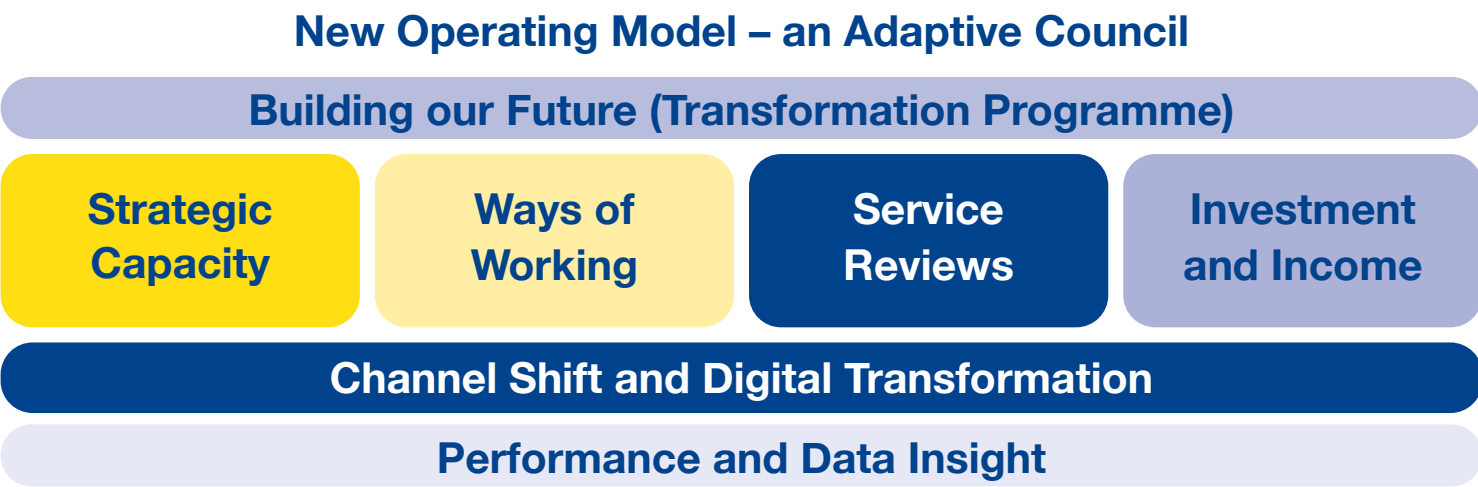 New Operating Model – an Adaptive Council
Building our Future (Transformation Programme)
Strategic
Capacity
Ways of
Working
Service
Reviews
Investment
and Income
Channel Shift and Digital Transformation
Performance and Data Insight